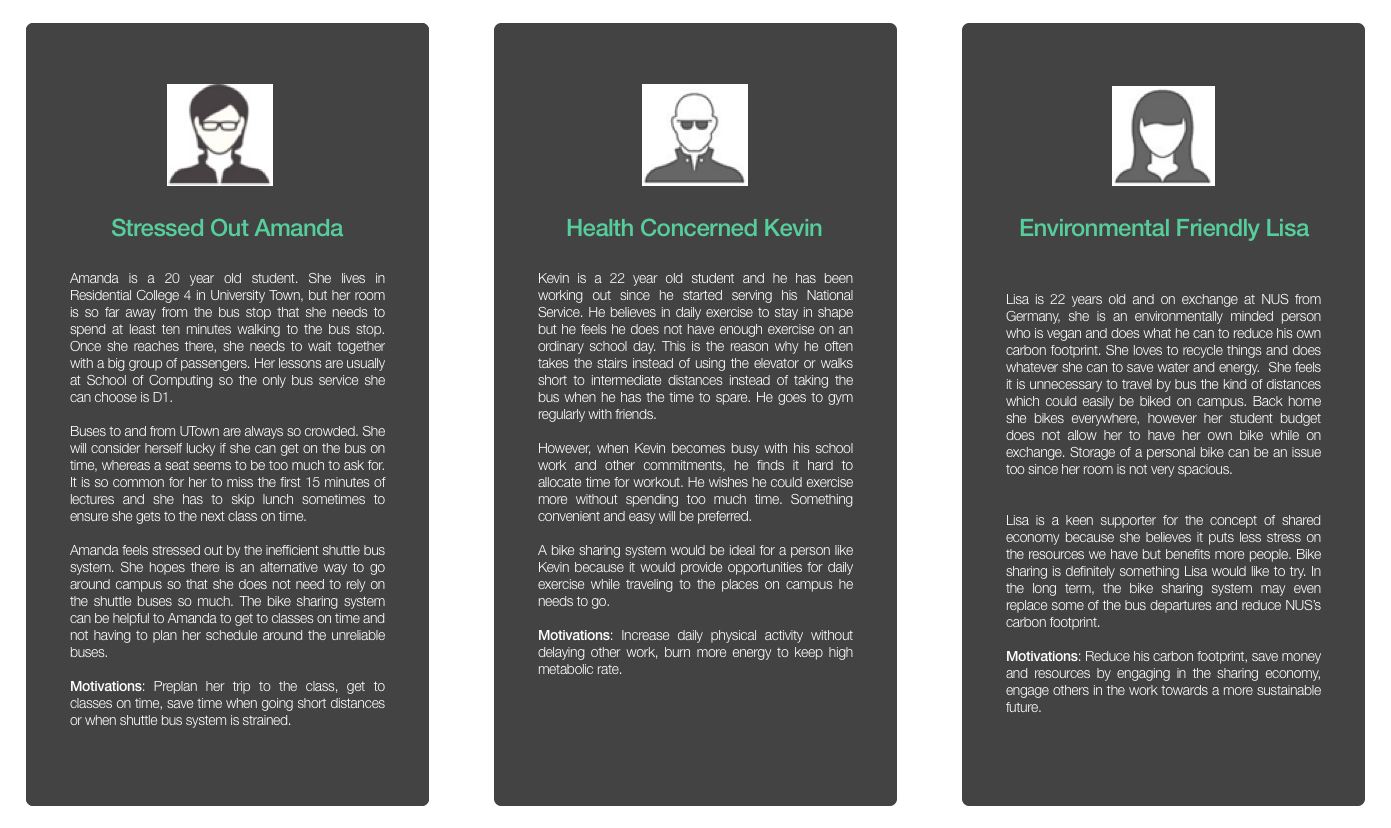 Stressed Out Amanda
Amanda is a 20 year old student. She lives in
Residential College 4 in University Town, but her room
is so far away from the bus stop that she needs to
spend at least ten minutes walking to the bus stop.
Once she reaches there, she needs to wait together
with a big group of passengers. Her lessons are usually
at School of Computing so the only bus service she
can choose is D1.
Buses to and from UTown are always so crowded. She
will consider herself lucky if she can get on the bus on
time, whereas a seat seems to be too much to ask for.
It is so common for her to miss the first 15 minutes of
lectures and she has to skip lunch sometimes to
ensure she gets to the next class on time.
Amanda feels stressed out by the inefficient shuttle bus
system. She hopes there is an alternative way to go
around campus so that she does not need to rely on
the shuttle buses so much. The bike sharing system
can be helpful to Amanda to get to classes on time and
not having to plan her schedule around the unreliable
buses.
Motivations: Preplan her trip to the class, get to
classes on time, save time when going short distances
or when shuttle bus system is strained.
Health Concerned Kevin
Kevin is a 22 year old student and he has been
working out since he started serving his National
Service. He believes in daily exercise to stay in shape
but he feels he does not have enough exercise on an
ordinary school day. This is the reason why he often
takes the stairs instead of using the elevator or walks
short to intermediate distances instead of taking the
bus when he has the time to spare. He goes to gym
regularly with friends.
However, when Kevin becomes busy with his school
work and other commitments, he finds it hard to
allocate time for workout. He wishes he could exercise
more without spending too much time. Something
convenient and easy will be preferred.
A bike sharing system would be ideal for a person like
Kevin because it would provide opportunities for daily
exercise while traveling to the places on campus he
needs to go.
Motivations: Increase daily physical activity without
delaying other work, burn more energy to keep high
metabolic rate.
Environmental Friendly Lisa
Lisa is 22 years old and on exchange at NUS from
Germany, she is an environmentally minded person
who is vegan and does what he can to reduce his own
carbon footprint. She loves to recycle things and does
whatever she can to save water and energy. She feels
it is unnecessary to travel by bus the kind of distances
which could easily be biked on campus. Back home
she bikes everywhere, however her student budget
does not allow her to have her own bike while on
exchange. Storage of a personal bike can be an issue
too since her room is not very spacious.
Lisa is a keen supporter for the concept of shared
economy because she believes it puts less stress on
the resources we have but benefits more people. Bike
sharing is definitely something Lisa would like to try. In
the long term, the bike sharing system may even
replace some of the bus departures and reduce NUS's
carbon footprint.
Motivations: Reduce his carbon footprint, save money
and resources by engaging in the sharing economy,
engage others in the work towards a more sustainable
future.